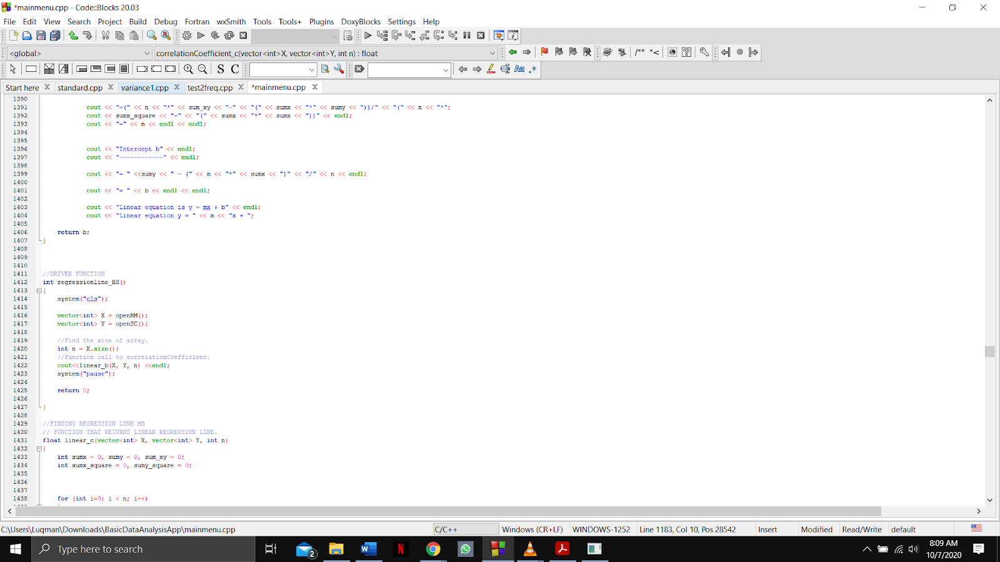 *mainmenu.cpp - Code::Blocks 20.03
File Edit View Search Project Build Debug Fortran wxSmith Tools Tools+ Plugins DoxyBlocks Settings Help
<global> correlationCoefficient_c(vector<int>X, vector<int>Y, int n) : float
/** *<
S C Aa .*
Start here X standard.cpp X variance1.cpp X test2freq.cpp X *mainmenu.cpp X
1390
1391 cout << "=(" << n << "*" << sum_xy << "-" << "(" << sumx << "*" << sumy << "))/" << "(" << n << "*";
1392 cout << sumx_square << "-" << "(" << sumx << "*" << sumx << "))" << endl;
1393 cout << "=" << m << endl << endl;
1394
1395
1396 cout << "Intercept b" << endl;
1397 cout << "------------" << endl;
1398
1399 cout << "= " <<sumy << " - (" << m << "*" << sumx << ")" << "/" << n << endl;
1400
1401 cout << "= " << b << endl << endl;
1402
1403 cout << "Linear equation is y = mx + b" << endl;
1404 cout << "Linear equation y = " << m << "x + ";
1405
1406 return b;
1407 }
1408
1409
1410
1411 //DRIVER FUNCTION
1412 int regressionline_BS()
1413 {
1414 system("cls");
1415
1416 vector<int> X = openBM();
1417 vector<int> Y = openSC();
1418
1419 //Find the size of array.
1420 int n = X.size();
1421 //Function call to correlationCoefficient.
1422 cout<<linear_b(X, Y, n) <<endl;
1423 system("pause");
1424
1425 return 0;
1426
1427 }
1428
1429 //FINDING REGRESSION LINE MB
1430 // FUNCTION THAT RETURNS LINEAR REGRESSION LINE.
1431 float linear_c(vector<int> X, vector<int> Y, int n)
1432 {
1433 int sumx = 0, sumy = 0, sum_xy = 0;
1434 int sumx_square = 0, sumy_square = 0;
1435
1436
1437
1438 for (int i=0; i < n; i++)
C:\Users\Luqman\Downloads\BasicDataAnalysisApp\mainmenu.cpp C/C++ Windows (CR+LF) WINDOWS-1252 Line 1183, Col 10, Pos 28542 Insert Modified Read/Write default
Type here to search 2 8:09 AM
10/7/2020